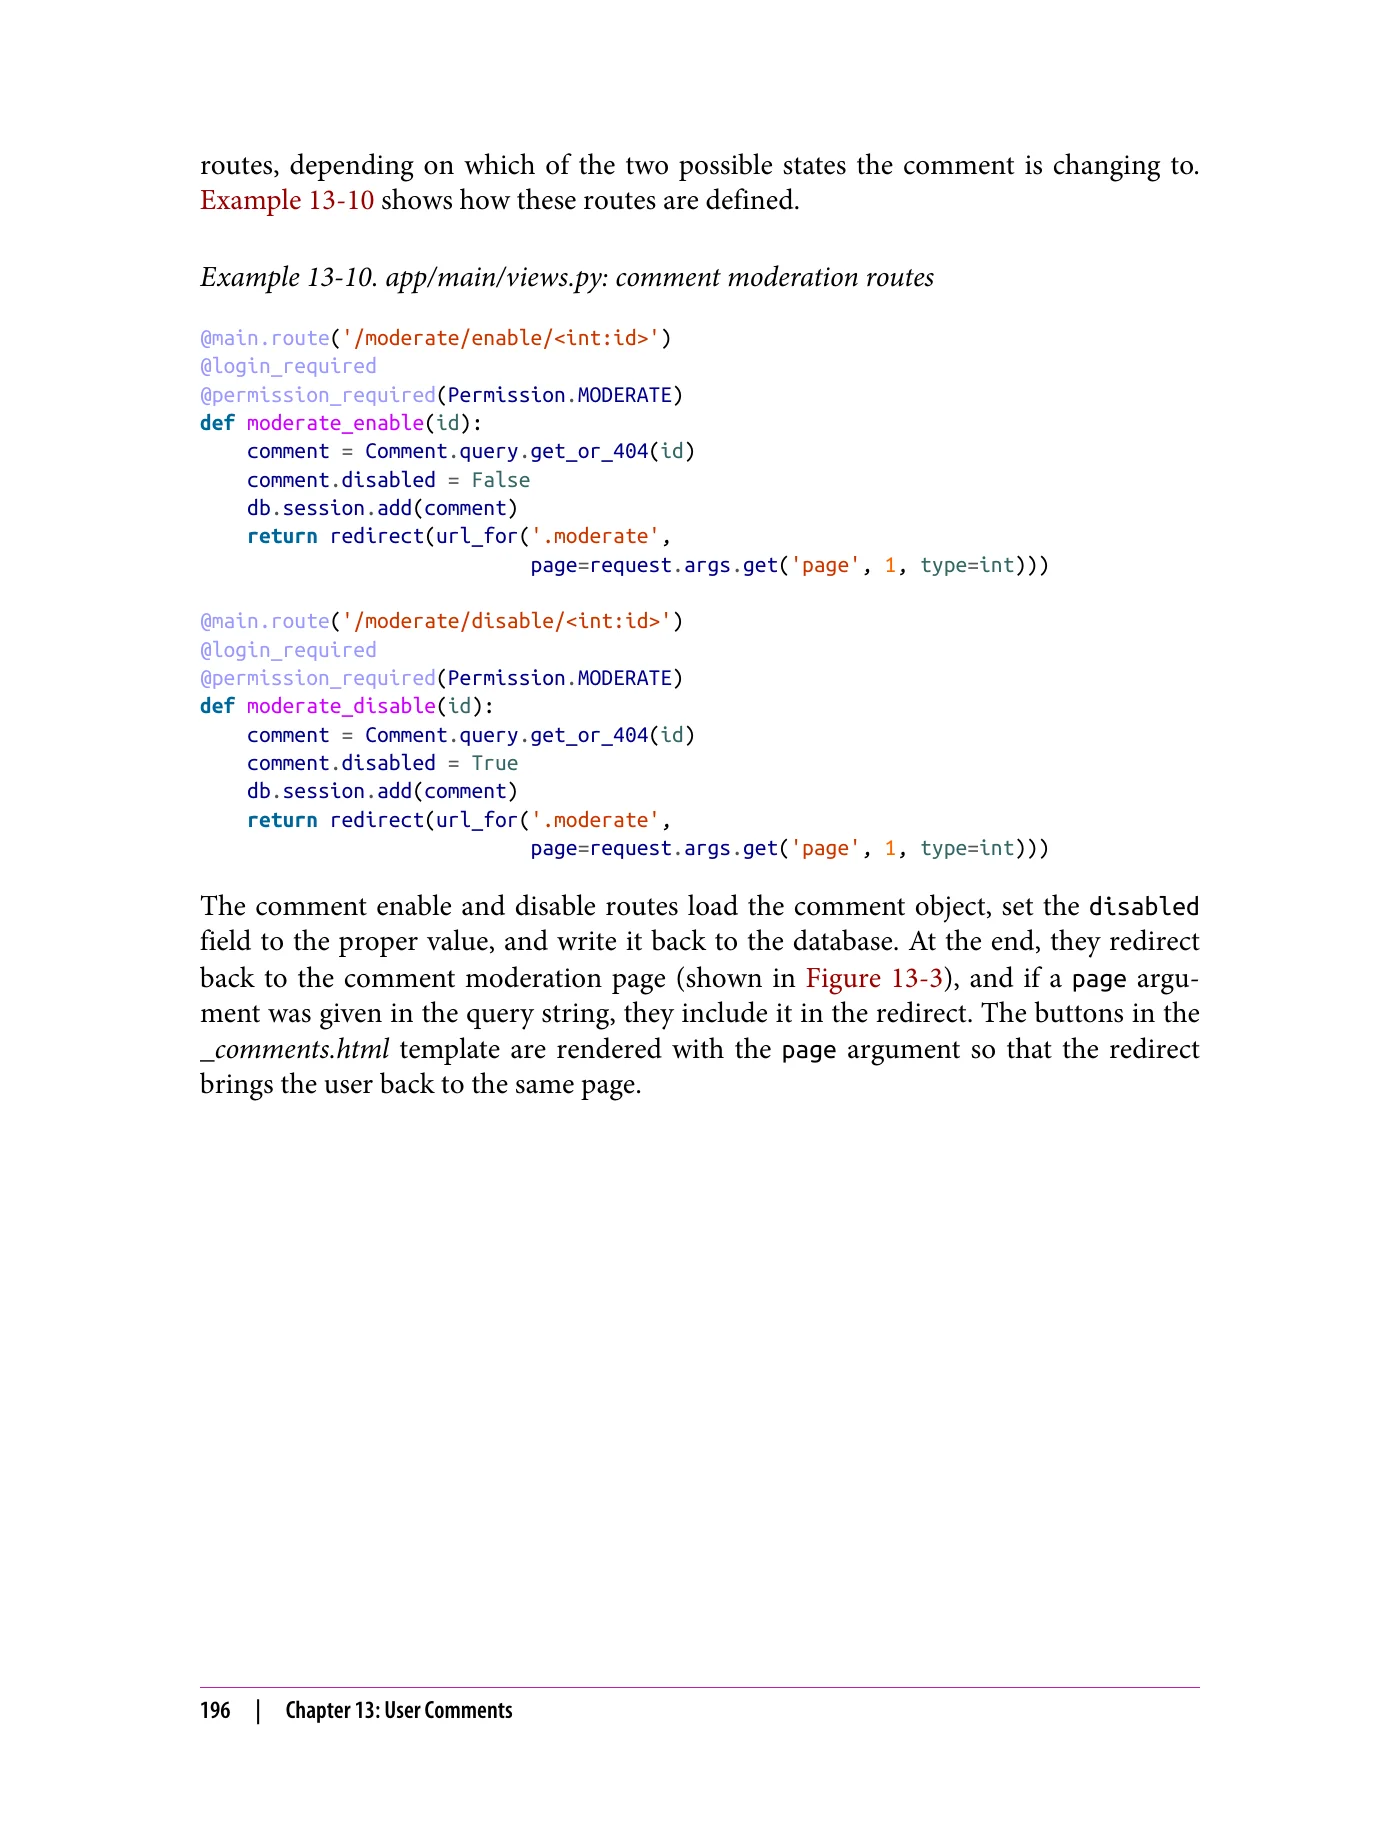 routes, depending on which of the two possible states the comment is changing to.
Example 13-10 shows how these routes are defined.
Example 13-10. app/main/views.py: comment moderation routes
@main.route('/moderate/enable/<int:id>')
@login_required
@permission_required(Permission.MODERATE)
def moderate_enable(id):
    comment = Comment.query.get_or_404(id)
    comment.disabled = False
    db.session.add(comment)
    return redirect(url_for('.moderate',
                            page=request.args.get('page', 1, type=int)))
@main.route('/moderate/disable/<int:id>')
@login_required
@permission_required(Permission.MODERATE)
def moderate_disable(id):
    comment = Comment.query.get_or_404(id)
    comment.disabled = True
    db.session.add(comment)
    return redirect(url_for('.moderate',
                            page=request.args.get('page', 1, type=int)))
The comment enable and disable routes load the comment object, set the disabled
field to the proper value, and write it back to the database. At the end, they redirect
back to the comment moderation page (shown in Figure 13-3), and if a page argu-
ment was given in the query string, they include it in the redirect. The buttons in the
_comments.html template are rendered with the page argument so that the redirect
brings the user back to the same page.
196 | Chapter 13: User Comments